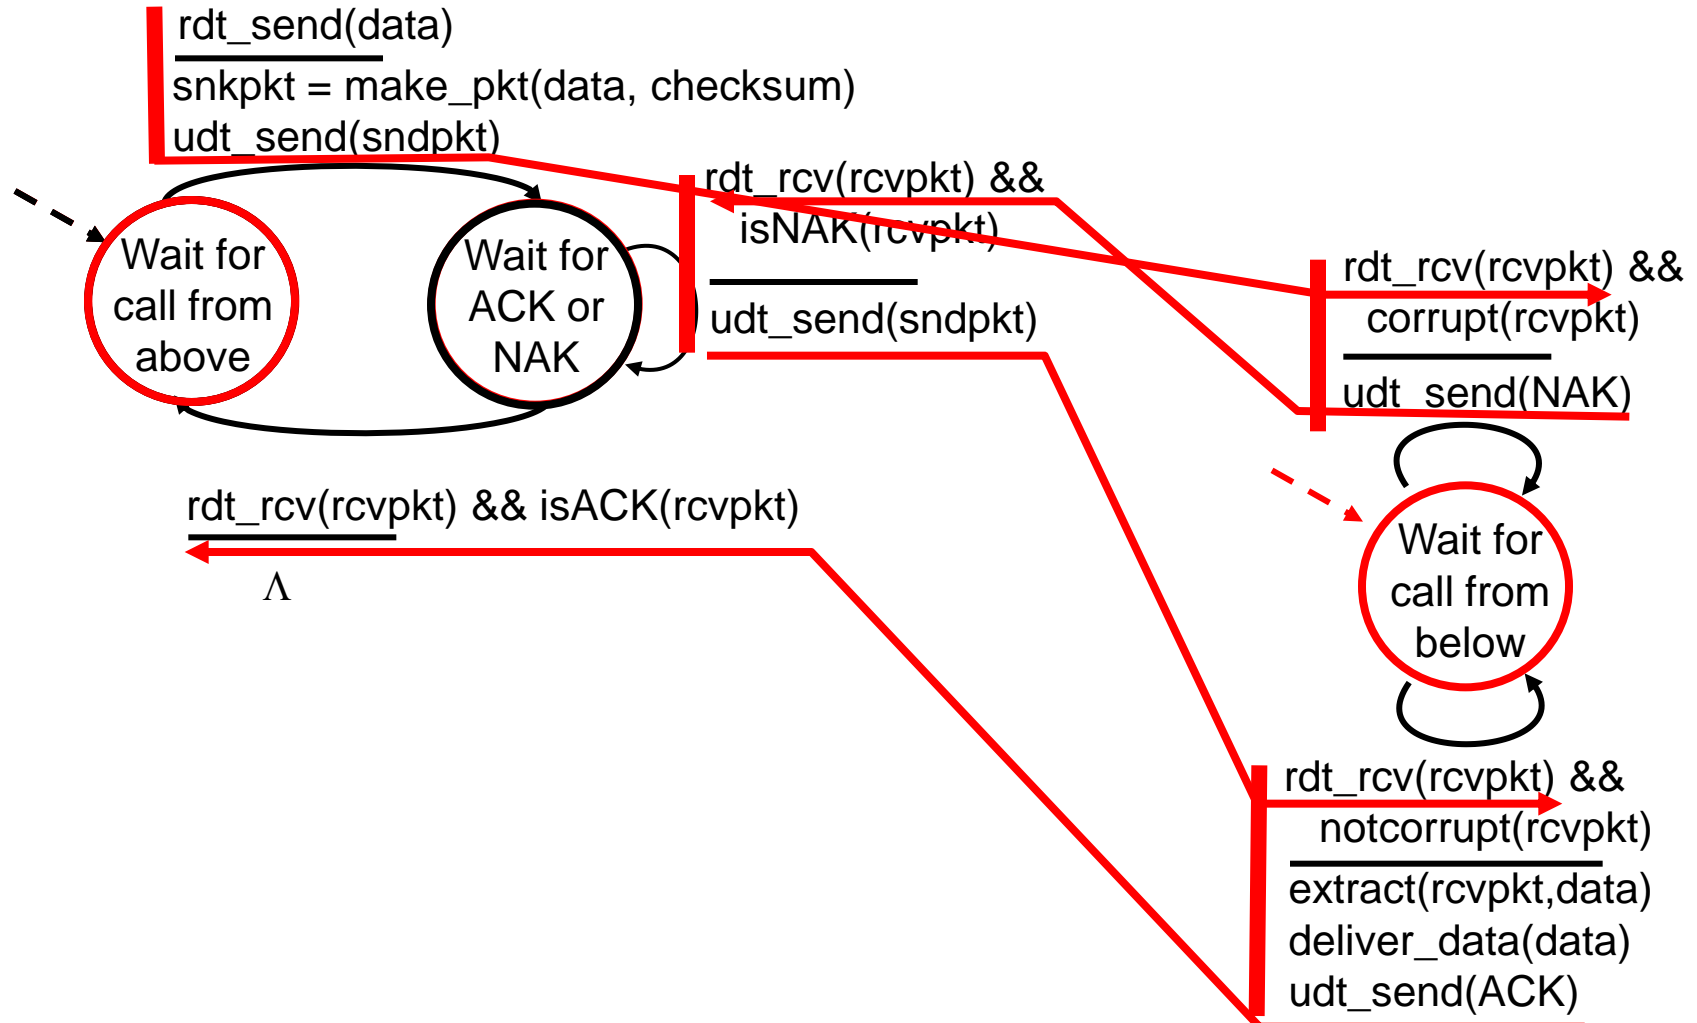 rdt_send(data)
snkpkt = make_pkt(data, checksum)
udt_send(sndpkt)
rdt_rcv(rcvpkt) &&
isNAK(rcvpkt)
udt_send(sndpkt)
Wait for
call from
above
Wait for
ACK or
NAK
rdt_rcv(rcvpkt) &&
corrupt(rcvpkt)
udt_send(NAK)
rdt_rcv(rcvpkt) && isACK(rcvpkt)
Λ
Wait for
call from
below
rdt_rcv(rcvpkt) &&
notcorrupt(rcvpkt)
extract(rcvpkt,data)
deliver_data(data)
udt_send(ACK)